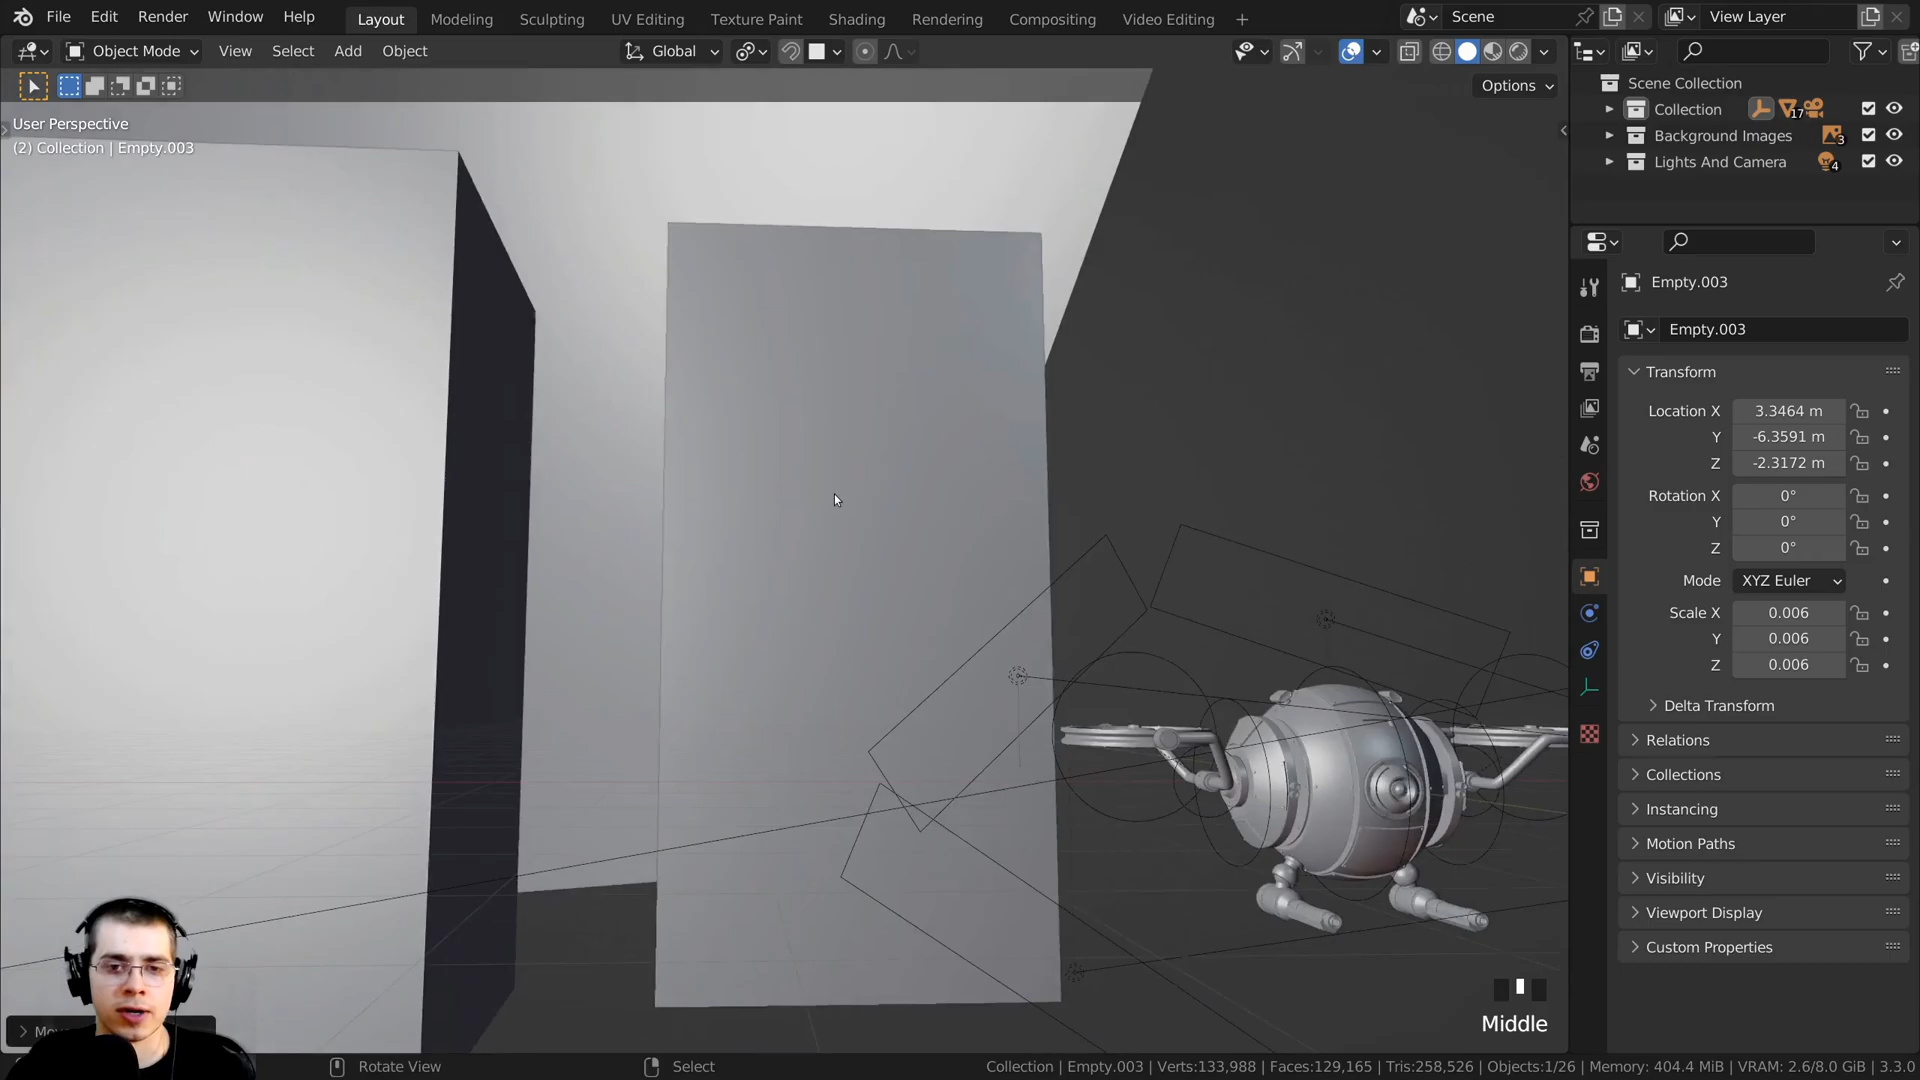 File Edit Render Window Help Layout Modeling Sculpting UV Editing Texture Paint Shading Rendering Compositing Video Editing + Scene View Layer
Object Mode View Select Add Object Global
Options
User Perspective
(2) Collection | Empty.003
Scene Collection
Collection 17
Background Images 3
Lights And Camera 4
Empty.003
Empty.003
Transform
Location X 3.3464 m
Y -6.3591 m
Z -2.3172 m
Rotation X 0°
Y 0°
Z 0°
Mode XYZ Euler
Scale X 0.006
Y 0.006
Z 0.006
Delta Transform
Relations
Collections
Instancing
Motion Paths
Visibility
Viewport Display
Custom Properties
Middle
Rotate View Select Collection | Empty.003 | Verts:133,988 | Faces:129,165 | Tris:258,526 | Objects:1/26 | Memory: 404.4 MiB | VRAM: 2.6/8.0 GiB | 3.3.0